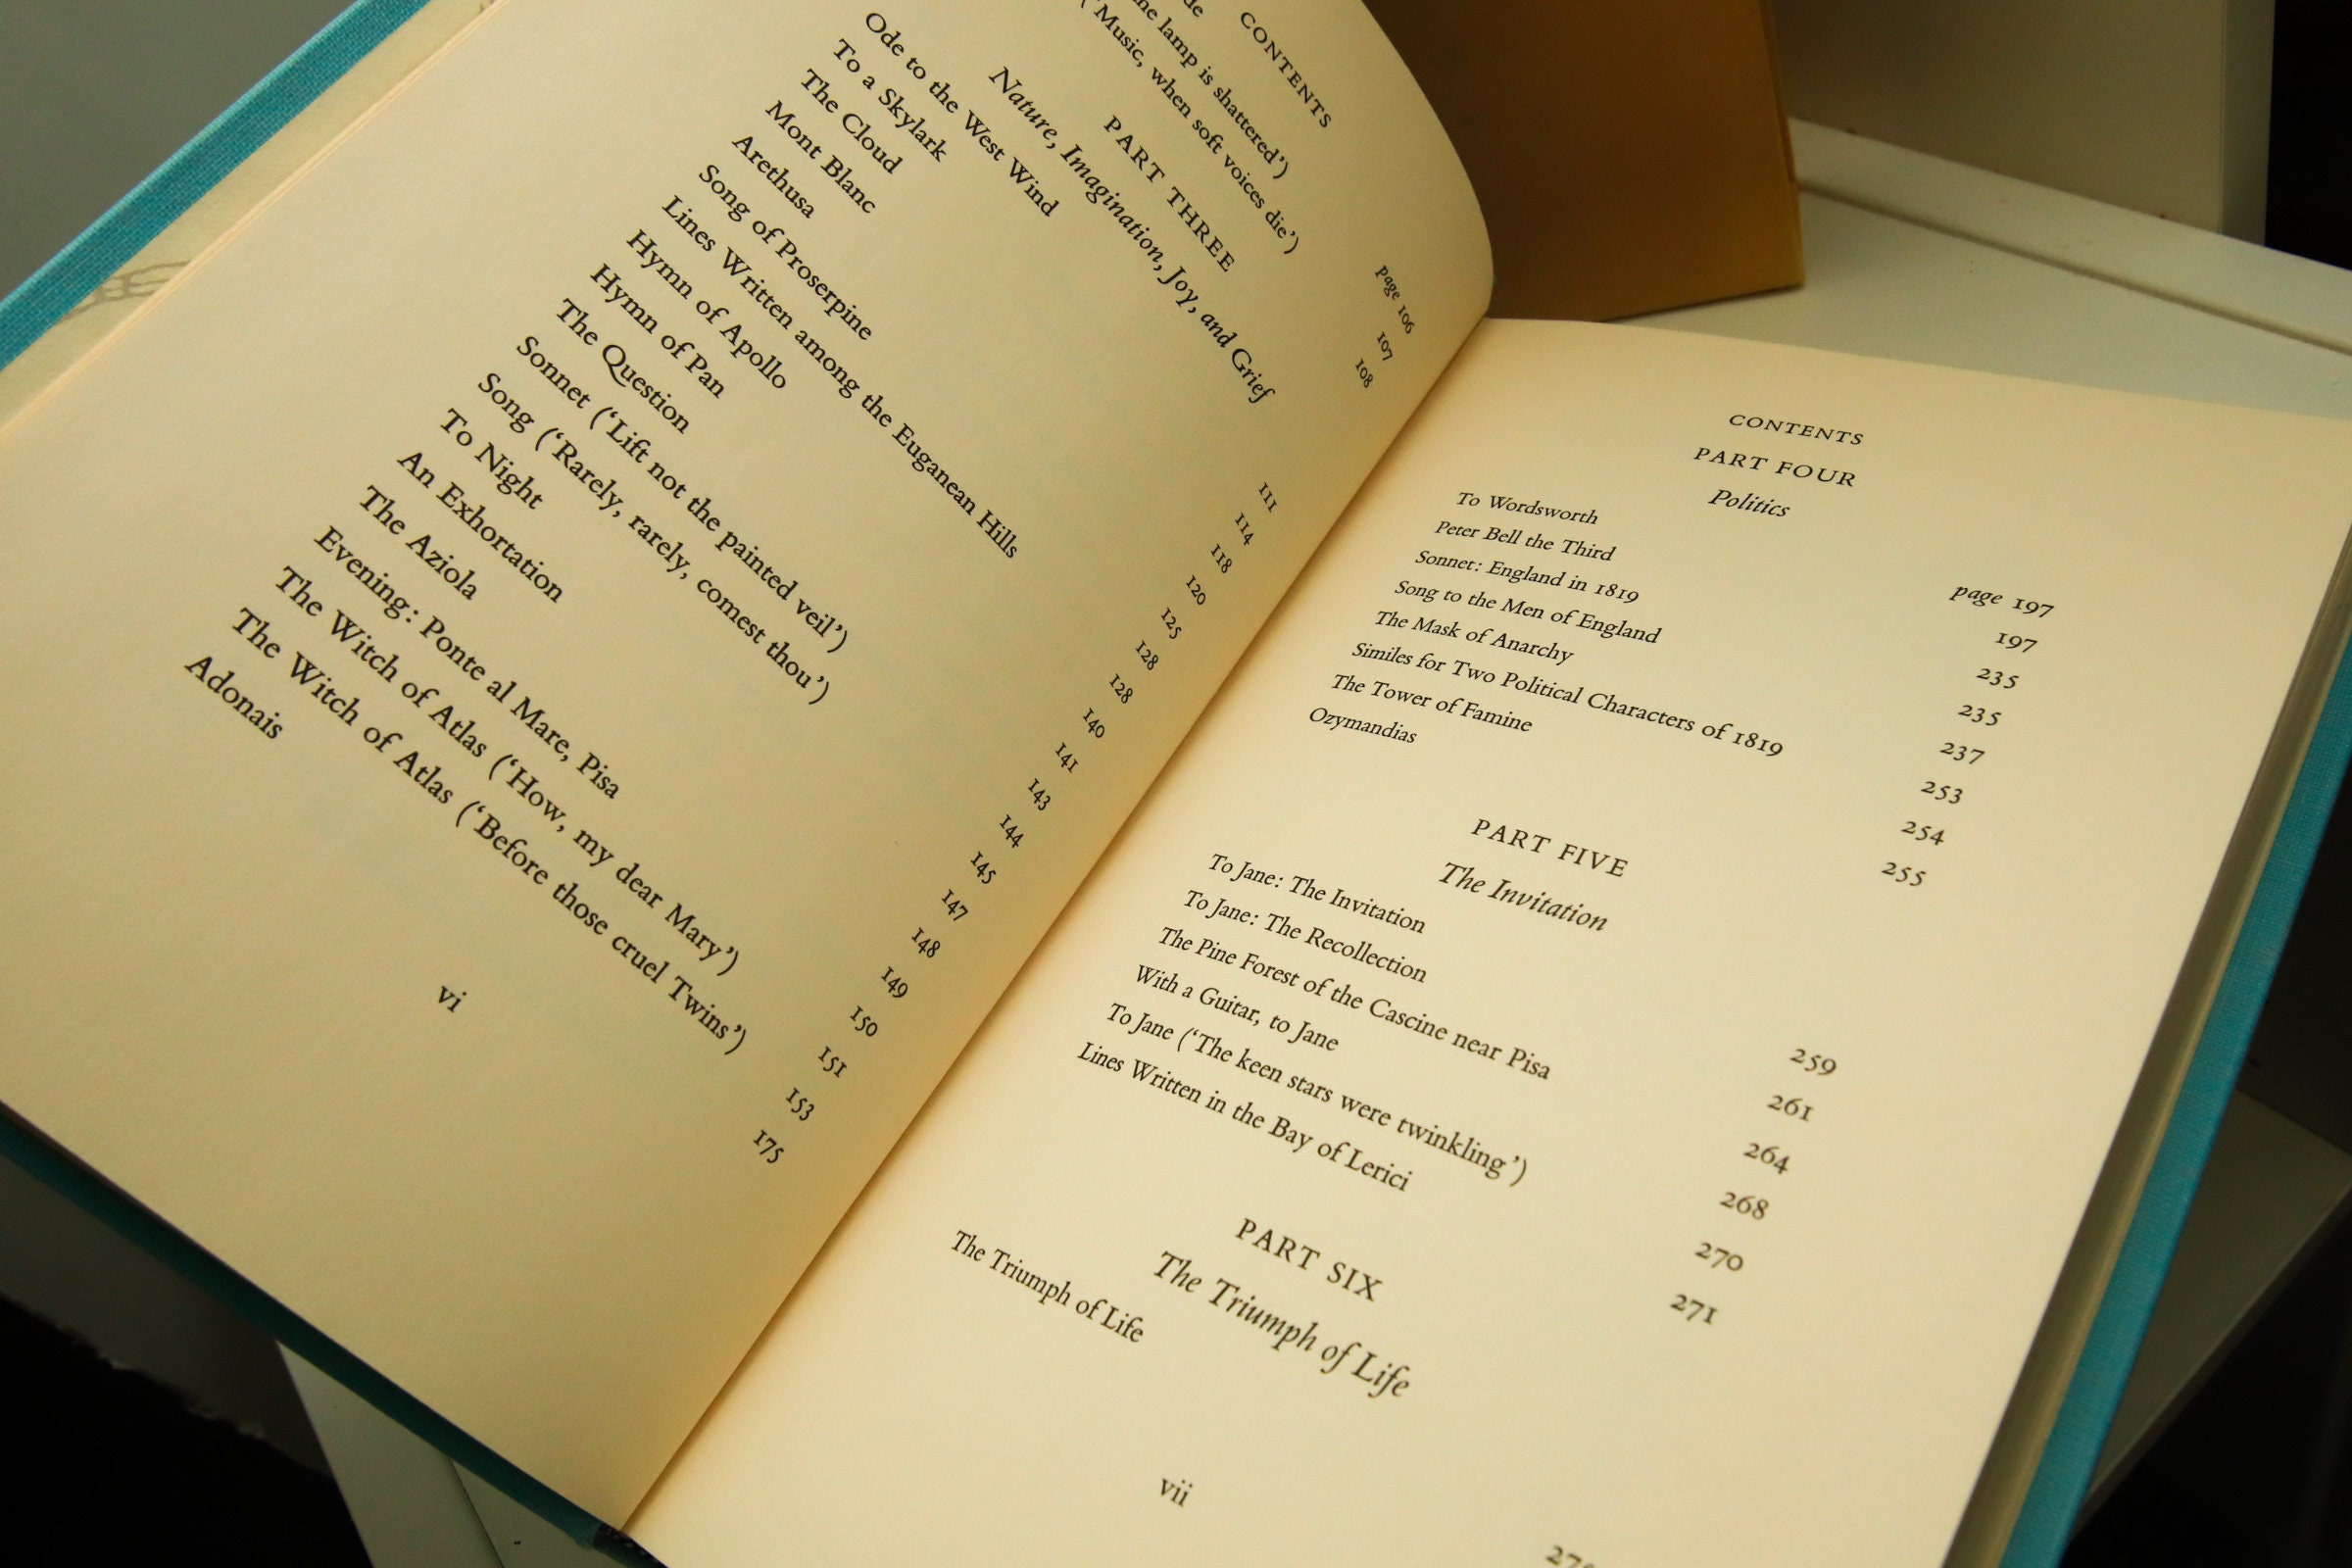 CONTENTS
page 106
lamp is shattered') 107
('Music, when soft voices die') 108
PART THREE
Nature, Imagination, Joy, and Grief
Ode to the West Wind 111
To a Skylark 114
The Cloud 118
Mont Blanc 120
Arethusa 125
Song of Proserpine 128
Lines Written among the Euganean Hills 128
Hymn of Apollo 140
Hymn of Pan 141
The Question 143
Sonnet ('Lift not the painted veil') 144
Song ('Rarely, rarely, comest thou') 145
To Night 147
An Exhortation 148
The Aziola 149
Evening: Ponte al Mare, Pisa 150
The Witch of Atlas ('How, my dear Mary') 151
The Witch of Atlas ('Before those cruel Twins') 153
Adonais 175
vi
CONTENTS
PART FOUR
Politics
To Wordsworth page 197
Peter Bell the Third 197
Sonnet: England in 1819 235
Song to the Men of England 235
The Mask of Anarchy 237
Similes for Two Political Characters of 1819 253
The Tower of Famine 254
Ozymandias 255
PART FIVE
The Invitation
To Jane: The Invitation 259
To Jane: The Recollection 261
The Pine Forest of the Cascine near Pisa 264
With a Guitar, to Jane 268
To Jane ('The keen stars were twinkling') 270
Lines Written in the Bay of Lerici 271
PART SIX
The Triumph of Life
The Triumph of Life
vii